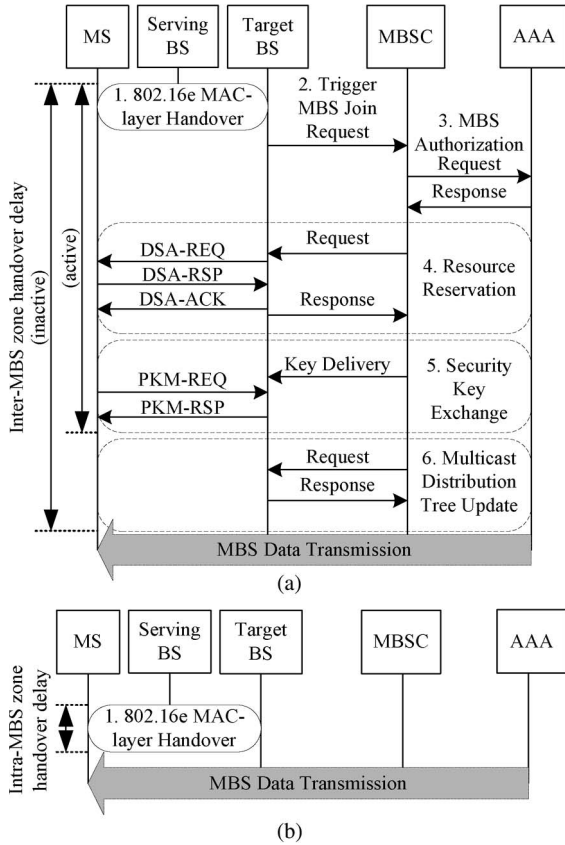 MS
Serving
BS
Target
BS
MBSC
AAA
1. 802.16e MAC-
layer Handover
2. Trigger
MBS Join
Request
3. MBS
Authorization
Request
Response
Inter-MBS zone handover delay
(inactive)
(active)
Request
DSA-REQ
DSA-RSP
DSA-ACK
Response
4. Resource
Reservation
Key Delivery
PKM-REQ
PKM-RSP
5. Security
Key
Exchange
Request
Response
6. Multicast
Distribution
Tree Update
MBS Data Transmission
(a)
MS
Serving
BS
Target
BS
MBSC
AAA
Intra-MBS zone
handover delay
1. 802.16e MAC-
layer Handover
MBS Data Transmission
(b)